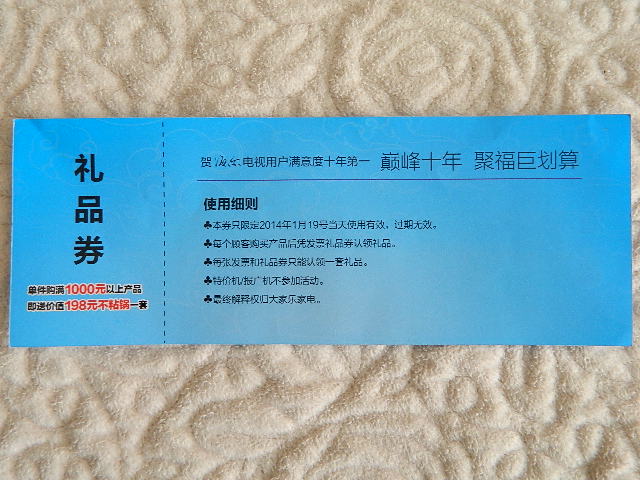 礼品券
单件购满1000元以上产品
即送价值198元不粘锅一套
贺海尔电视用户满意度十年第一 巅峰十年 聚福巨划算
使用细则
♣本券只限定2014年1月19号当天使用有效，过期无效。
♣每个顾客购买产品后凭发票礼品券认领礼品。
♣每张发票和礼品券只能认领一套礼品。
♣特价机/报广机不参加活动。
♣最终解释权归大家乐家电。